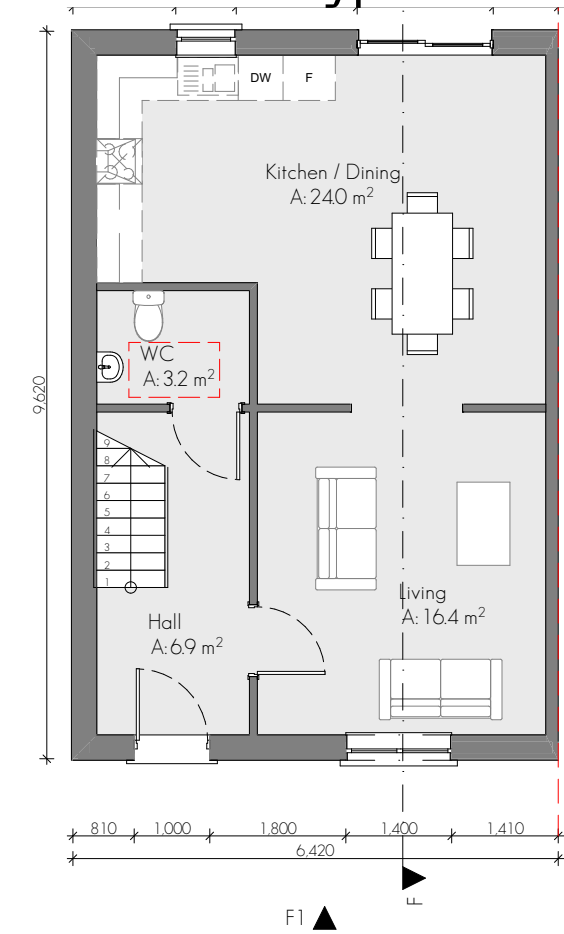 DW
F
Kitchen / Dining
A: 24.0 m²
WC
A: 3.2 m²
9,620
9
8
7
6
5
4
3
2
1
Hall
A: 6.9 m²
Living
A: 16.4 m²
810 1,000 1,800 1,400 1,410
6,420
F
F1